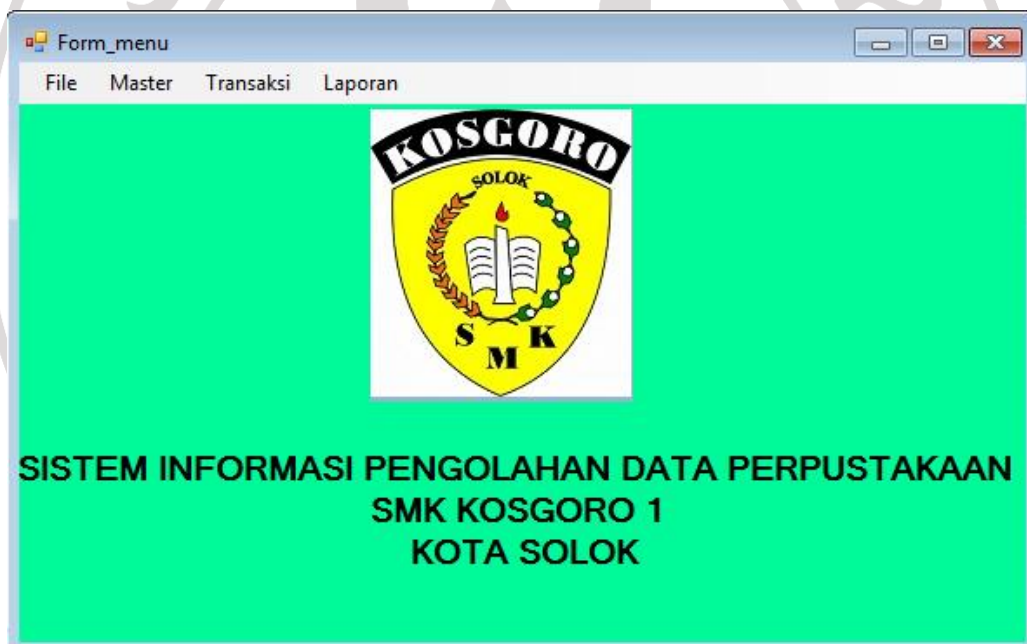 Form_menu
File Master Transaksi Laporan
KOSGORO
SOLOK
S M K
SISTEM INFORMASI PENGOLAHAN DATA PERPUSTAKAAN
SMK KOSGORO 1
KOTA SOLOK